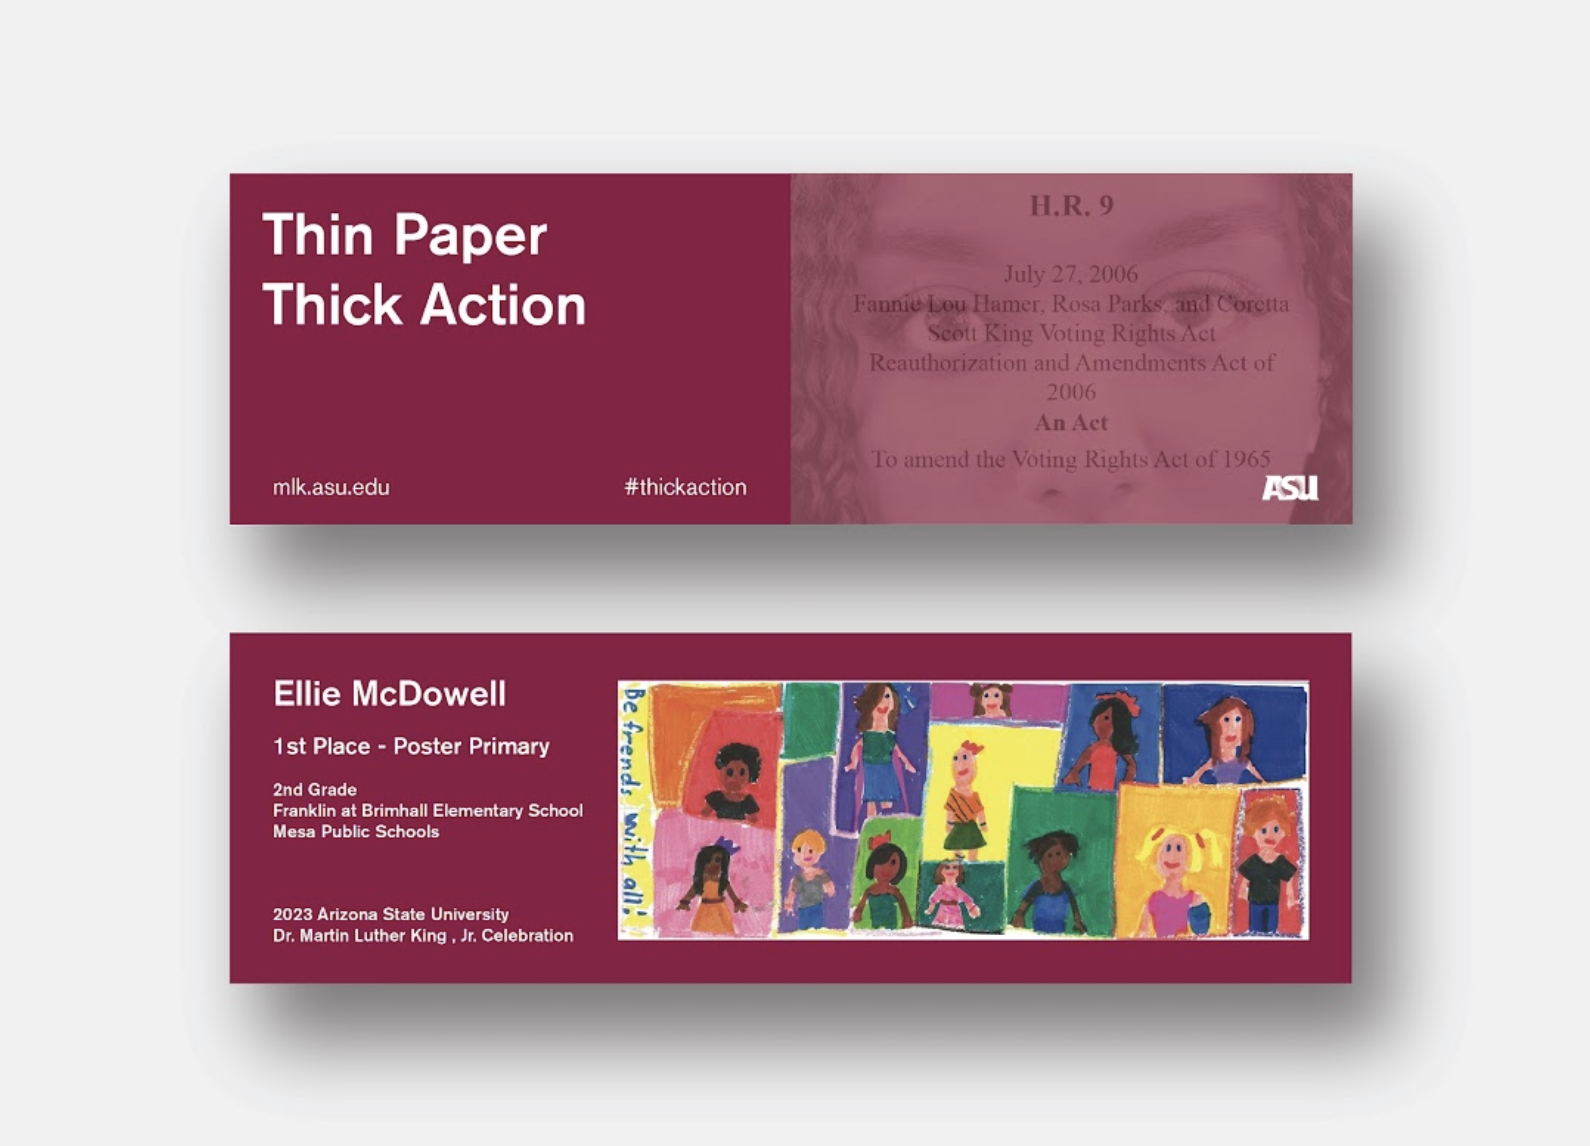 Thin Paper
Thick Action
mlk.asu.edu
#thickaction
H.R. 9
July 27, 2006
Fannie Lou Hamer, Rosa Parks, and Coretta
Scott King Voting Rights Act
Reauthorization and Amendments Act of
2006
An Act
To amend the Voting Rights Act of 1965
ASU
Ellie McDowell
1st Place - Poster Primary
2nd Grade
Franklin at Brimhall Elementary School
Mesa Public Schools
2023 Arizona State University
Dr. Martin Luther King , Jr. Celebration
Be frends with all!